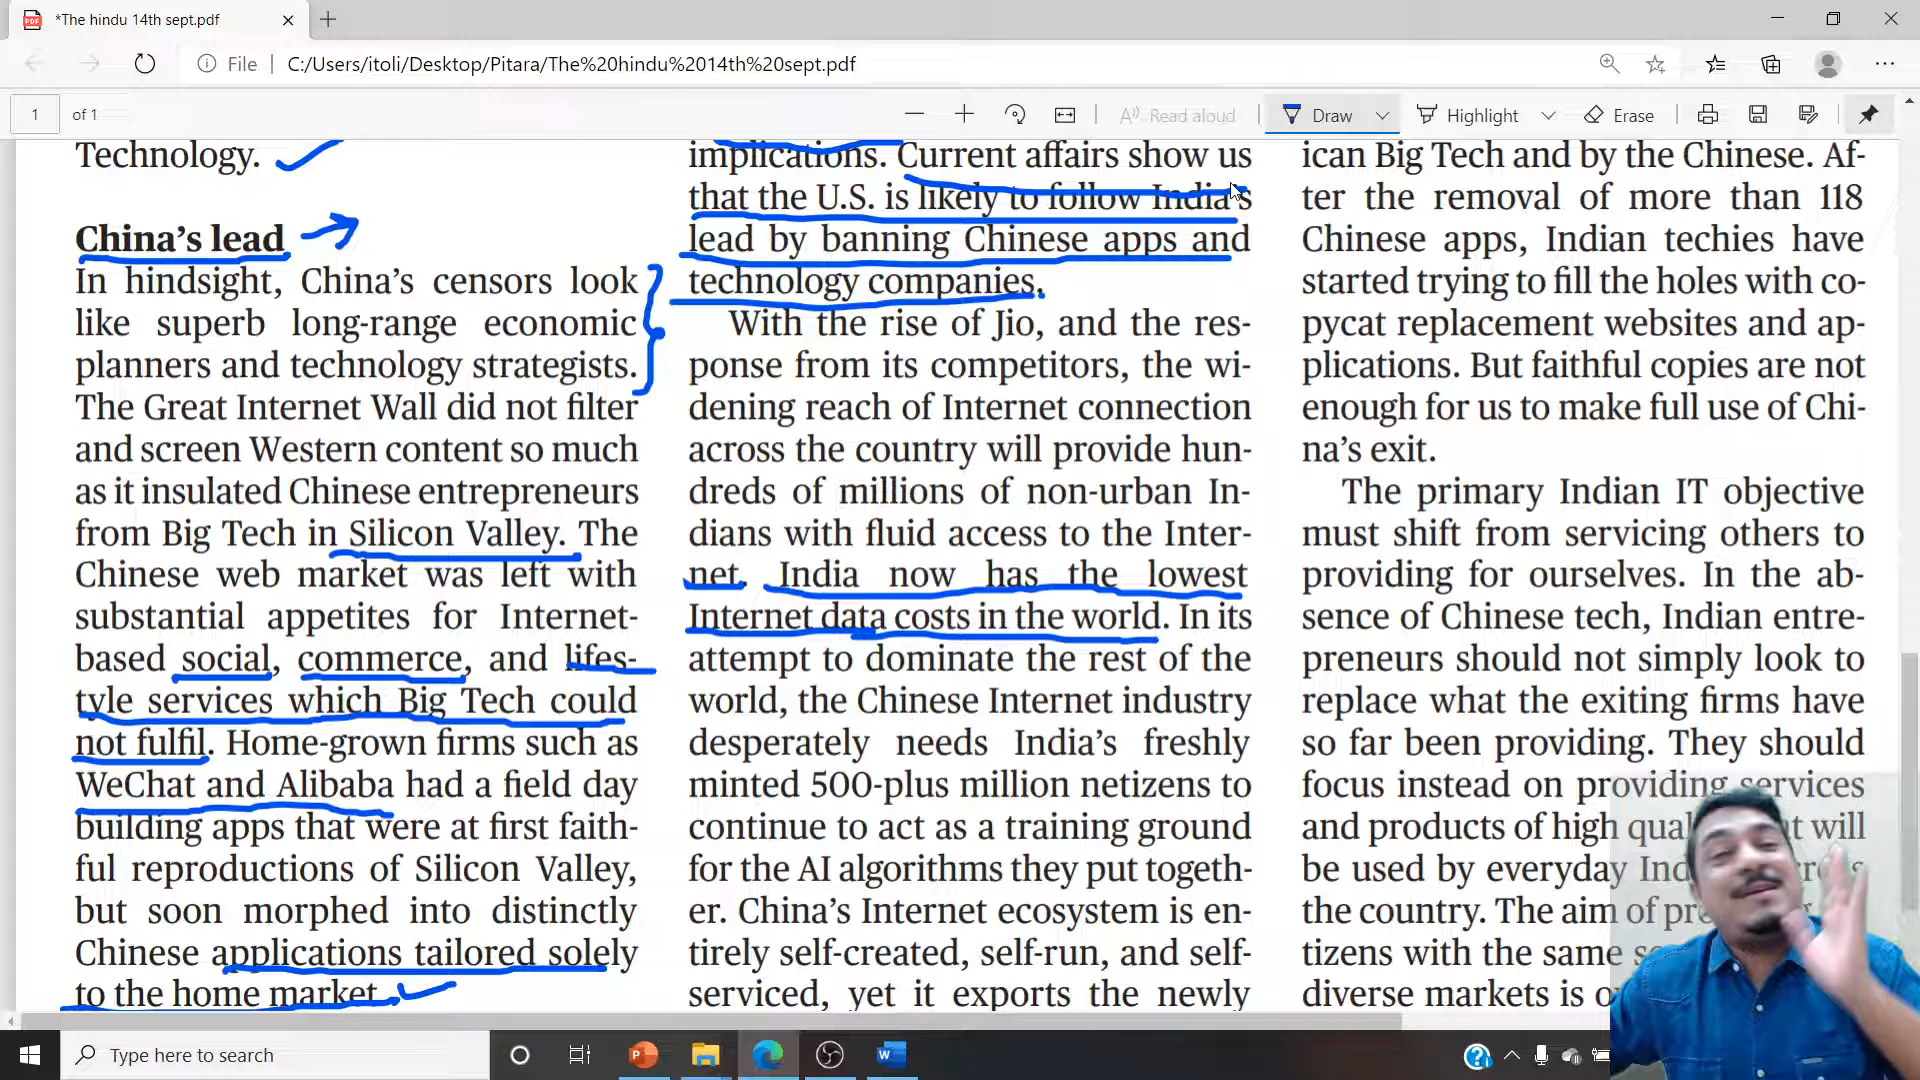 *The hindu 14th sept.pdf
File
C:/Users/itoli/Desktop/Pitara/The%20hindu%2014th%20sept.pdf
1 of 1
Read aloud
Draw
Highlight
Erase
Technology.
China's lead
In hindsight, China's censors look
like superb long-range economic
planners and technology strategists.
The Great Internet Wall did not filter
and screen Western content so much
as it insulated Chinese entrepreneurs
from Big Tech in Silicon Valley. The
Chinese web market was left with
substantial appetites for Internet-
based social, commerce, and lifes-
tyle services which Big Tech could
not fulfil. Home-grown firms such as
WeChat and Alibaba had a field day
building apps that were at first faith-
ful reproductions of Silicon Valley,
but soon morphed into distinctly
Chinese applications tailored solely
to the home market.
implications. Current affairs show us
that the U.S. is likely to follow India's
lead by banning Chinese apps and
technology companies.
With the rise of Jio, and the res-
ponse from its competitors, the wi-
dening reach of Internet connection
across the country will provide hun-
dreds of millions of non-urban In-
dians with fluid access to the Inter-
net. India now has the lowest
Internet data costs in the world. In its
attempt to dominate the rest of the
world, the Chinese Internet industry
desperately needs India's freshly
minted 500-plus million netizens to
continue to act as a training ground
for the AI algorithms they put togeth-
er. China's Internet ecosystem is en-
tirely self-created, self-run, and self-
serviced, yet it exports the newly
ican Big Tech and by the Chinese. Af-
ter the removal of more than 118
Chinese apps, Indian techies have
started trying to fill the holes with co-
pycat replacement websites and ap-
plications. But faithful copies are not
enough for us to make full use of Chi-
na's exit.
The primary Indian IT objective
must shift from servicing others to
providing for ourselves. In the ab-
sence of Chinese tech, Indian entre-
preneurs should not simply look to
replace what the exiting firms have
so far been providing. They should
focus instead on providing services
and products of high will
be used by everyday
the country. The aim of
tizens with the same
diverse markets is
Type here to search